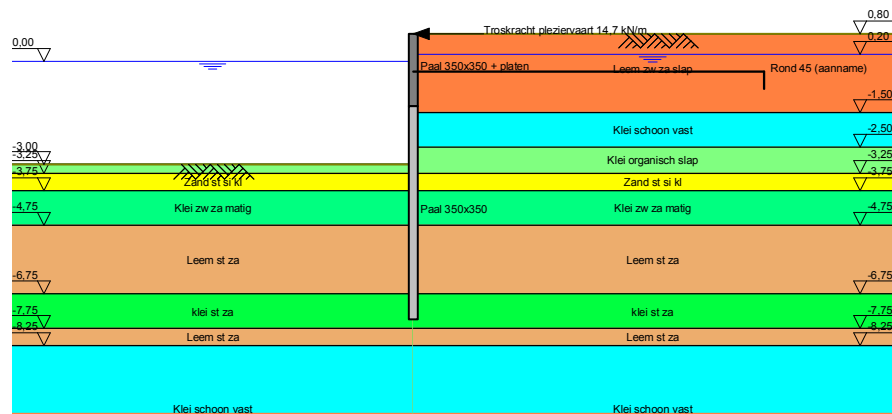 0,80
Troskracht pleziervaart 14,7 kN/m
0,00
0,20
Paal 350x350 + platen
Leem zw za slap
Rond 45 (aanname)
-1,50
Klei schoon vast
-2,50
-3,00
-3,25
Klei organisch slap
-3,25
-3,75
Zand st si kl
Zand st si kl
-3,75
Klei zw za matig
Paal 350x350
Klei zw za matig
-4,75
-4,75
Leem st za
Leem st za
-6,75
-6,75
klei st za
klei st za
-7,75
-7,75
-8,25
-8,25
Leem st za
Leem st za
Klei schoon vast
Klei schoon vast